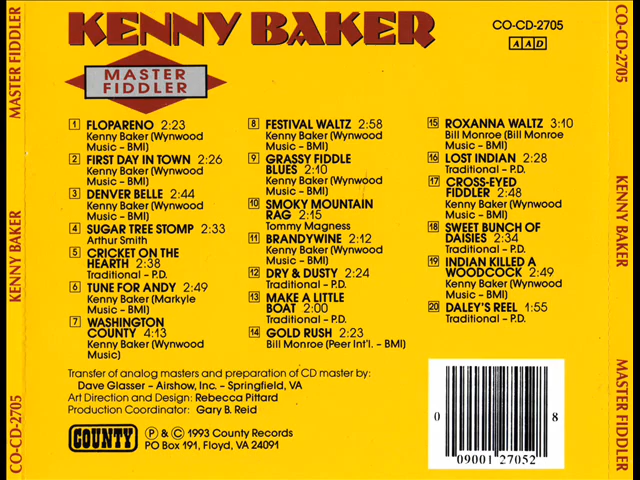 KENNY BAKER
CO-CD-2705
AAD
MASTER
FIDDLER
1 FLOPARENO 2:23
Kenny Baker (Wynwood
Music – BMI)
2 FIRST DAY IN TOWN 2:26
Kenny Baker (Wynwood
Music – BMI)
3 DENVER BELLE 2:44
Kenny Baker (Wynwood
Music – BMI)
4 SUGAR TREE STOMP 2:33
Arthur Smith
5 CRICKET ON THE
HEARTH 2:38
Traditional – P.D.
6 TUNE FOR ANDY 2:49
Kenny Baker (Markyle
Music – BMI)
7 WASHINGTON
COUNTY 4:13
Kenny Baker (Wynwood
Music)
8 FESTIVAL WALTZ 2:58
Kenny Baker (Wynwood
Music – BMI)
9 GRASSY FIDDLE
BLUES 2:10
Kenny Baker (Wynwood
Music – BMI)
10 SMOKY MOUNTAIN
RAG 2:15
Tommy Magness
11 BRANDYWINE 2:12
Kenny Baker (Wynwood
Music – BMI)
12 DRY & DUSTY 2:24
Traditional – P.D.
13 MAKE A LITTLE
BOAT 2:00
Traditional – P.D.
14 GOLD RUSH 2:23
Bill Monroe (Peer Int'l. – BMI)
15 ROXANNA WALTZ 3:10
Bill Monroe (Bill Monroe
Music – BMI)
16 LOST INDIAN 2:28
Traditional – P.D.
17 CROSS-EYED
FIDDLER 2:48
Kenny Baker (Wynwood
Music – BMI)
18 SWEET BUNCH OF
DAISIES 2:34
Traditional – P.D.
19 INDIAN KILLED A
WOODCOCK 2:49
Kenny Baker (Wynwood
Music – BMI)
20 DALEY'S REEL 1:55
Traditional – P.D.
Transfer of analog masters and preparation of CD master by:
Dave Glasser – Airshow, Inc. – Springfield, VA
Art Direction and Design: Rebecca Pittard
Production Coordinator: Gary B. Reid
COUNTY
℗ & © 1993 County Records
PO Box 191, Floyd, VA 24091
0 09001 27052 8
CO-CD-2705
KENNY BAKER
MASTER FIDDLER
CO-CD-2705
KENNY BAKER
MASTER FIDDLER